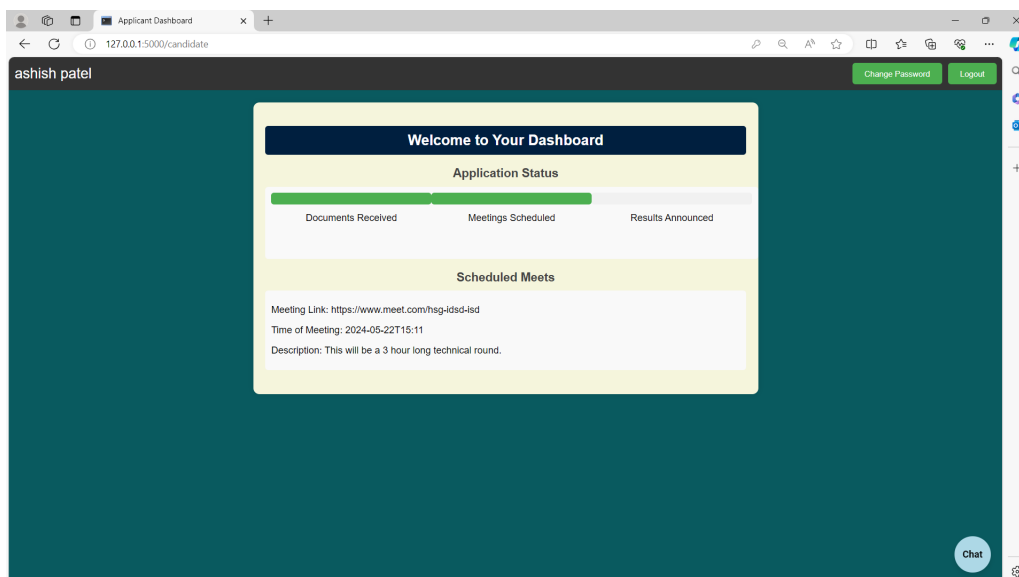 Applicant Dashboard
127.0.0.1:5000/candidate
ashish patel
Change Password
Logout
Welcome to Your Dashboard
Application Status
Documents Received
Meetings Scheduled
Results Announced
Scheduled Meets
Meeting Link: https://www.meet.com/hsg-idsd-isd
Time of Meeting: 2024-05-22T15:11
Description: This will be a 3 hour long technical round.
Chat